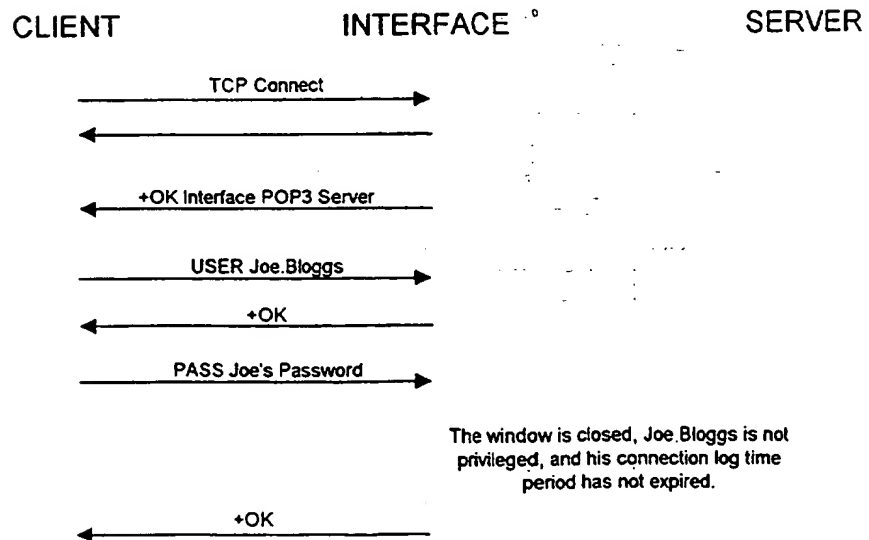 CLIENT INTERFACE SERVER
TCP Connect
+OK Interface POP3 Server
USER Joe.Bloggs
+OK
PASS Joe's Password
The window is closed, Joe.Bloggs is not
privileged, and his connection log time
period has not expired.
+OK